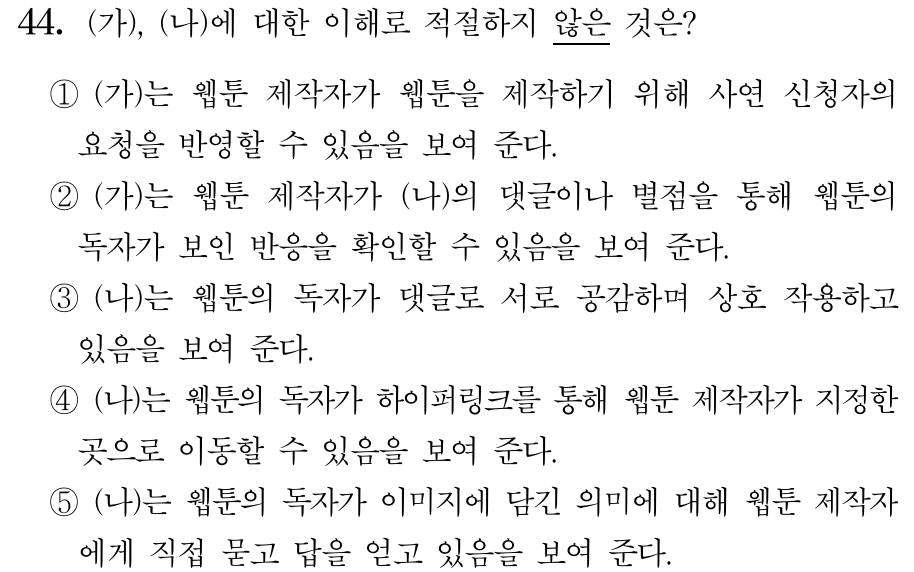 44. (가), (나)에 대한 이해로 적절하지 않은 것은?
① (가)는 웹툰 제작자가 웹툰을 제작하기 위해 사연 신청자의
요청을 반영할 수 있음을 보여 준다.
② (가)는 웹툰 제작자가 (나)의 댓글이나 별점을 통해 웹툰의
독자가 보인 반응을 확인할 수 있음을 보여 준다.
③ (나)는 웹툰의 독자가 댓글로 서로 공감하며 상호 작용하고
있음을 보여 준다.
④ (나)는 웹툰의 독자가 하이퍼링크를 통해 웹툰 제작자가 지정한
곳으로 이동할 수 있음을 보여 준다.
⑤ (나)는 웹툰의 독자가 이미지에 담긴 의미에 대해 웹툰 제작자
에게 직접 묻고 답을 얻고 있음을 보여 준다.